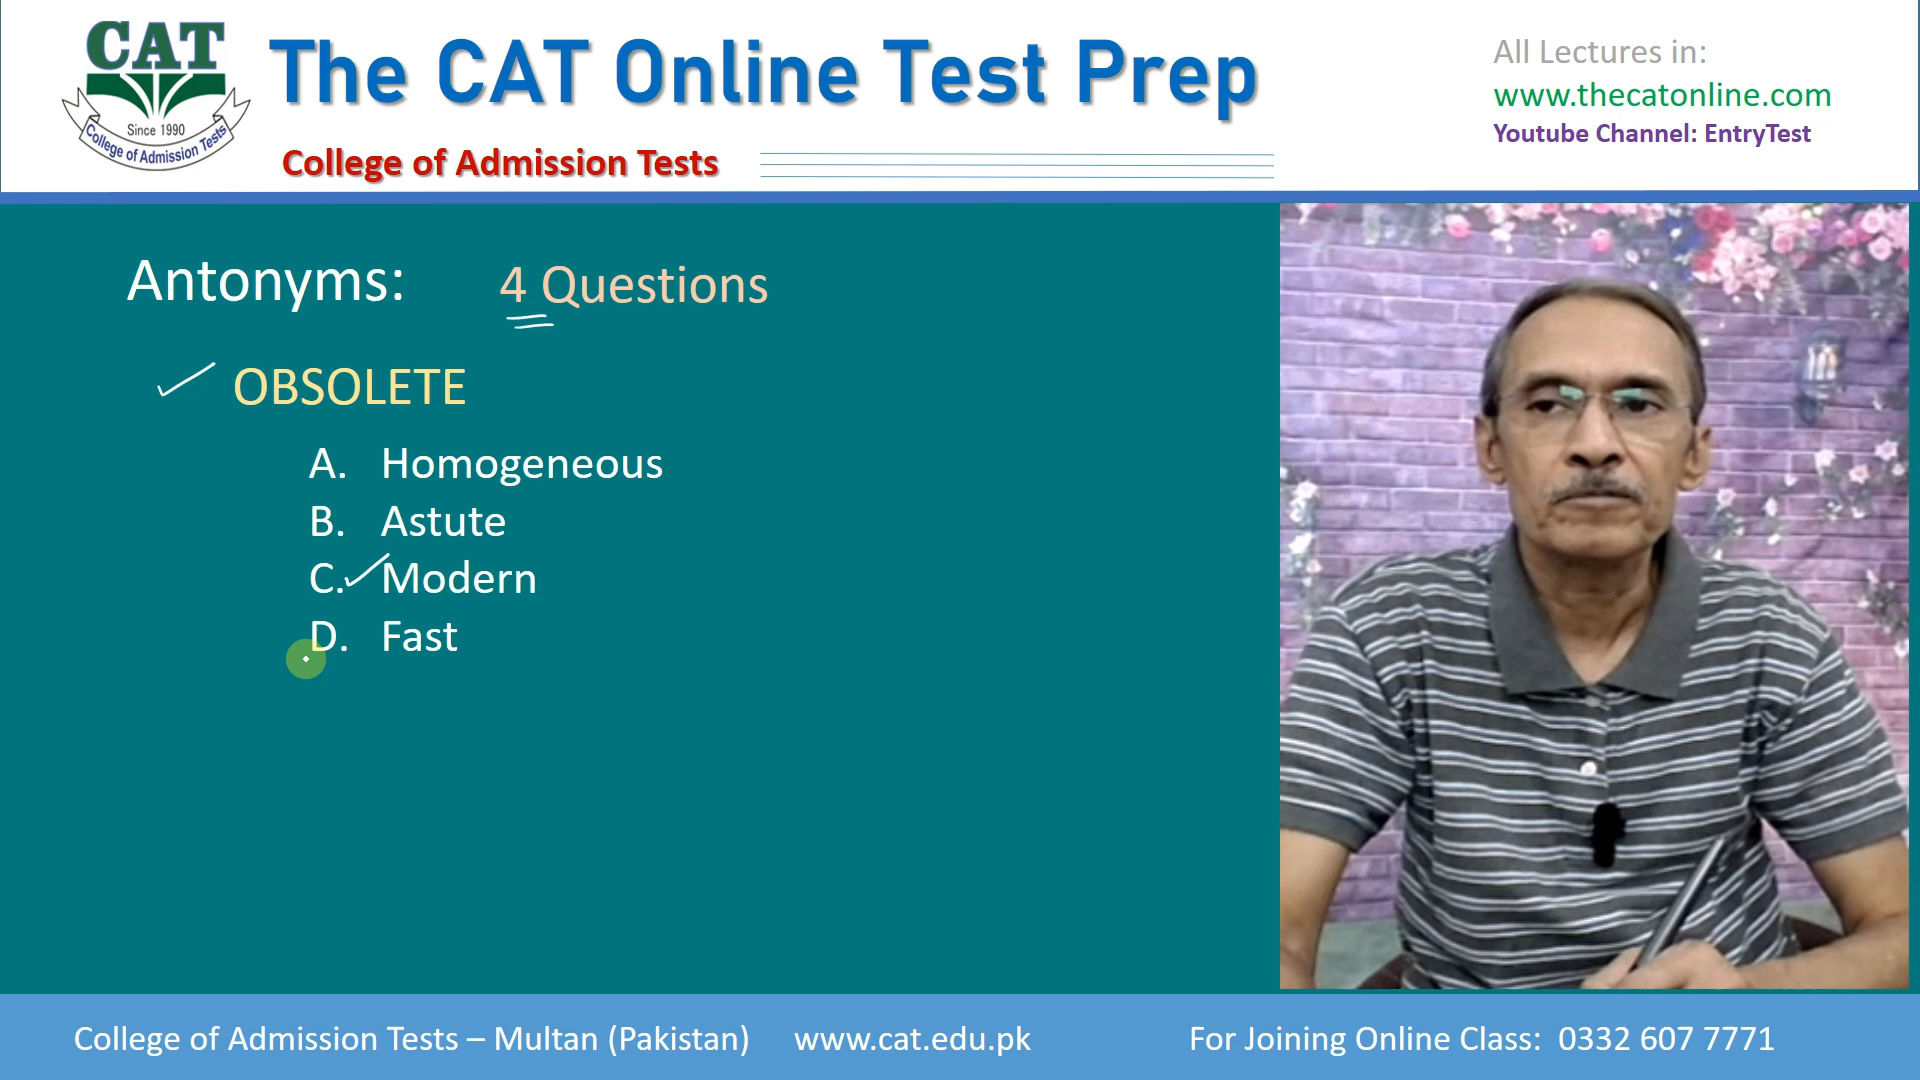 CAT
Since 1990
College of Admission Tests
The CAT Online Test Prep
College of Admission Tests
All Lectures in:
www.thecatonline.com
Youtube Channel: EntryTest
Antonyms: 4 Questions
OBSOLETE
A. Homogeneous
B. Astute
C. Modern
D. Fast
College of Admission Tests – Multan (Pakistan) www.cat.edu.pk For Joining Online Class: 0332 607 7771